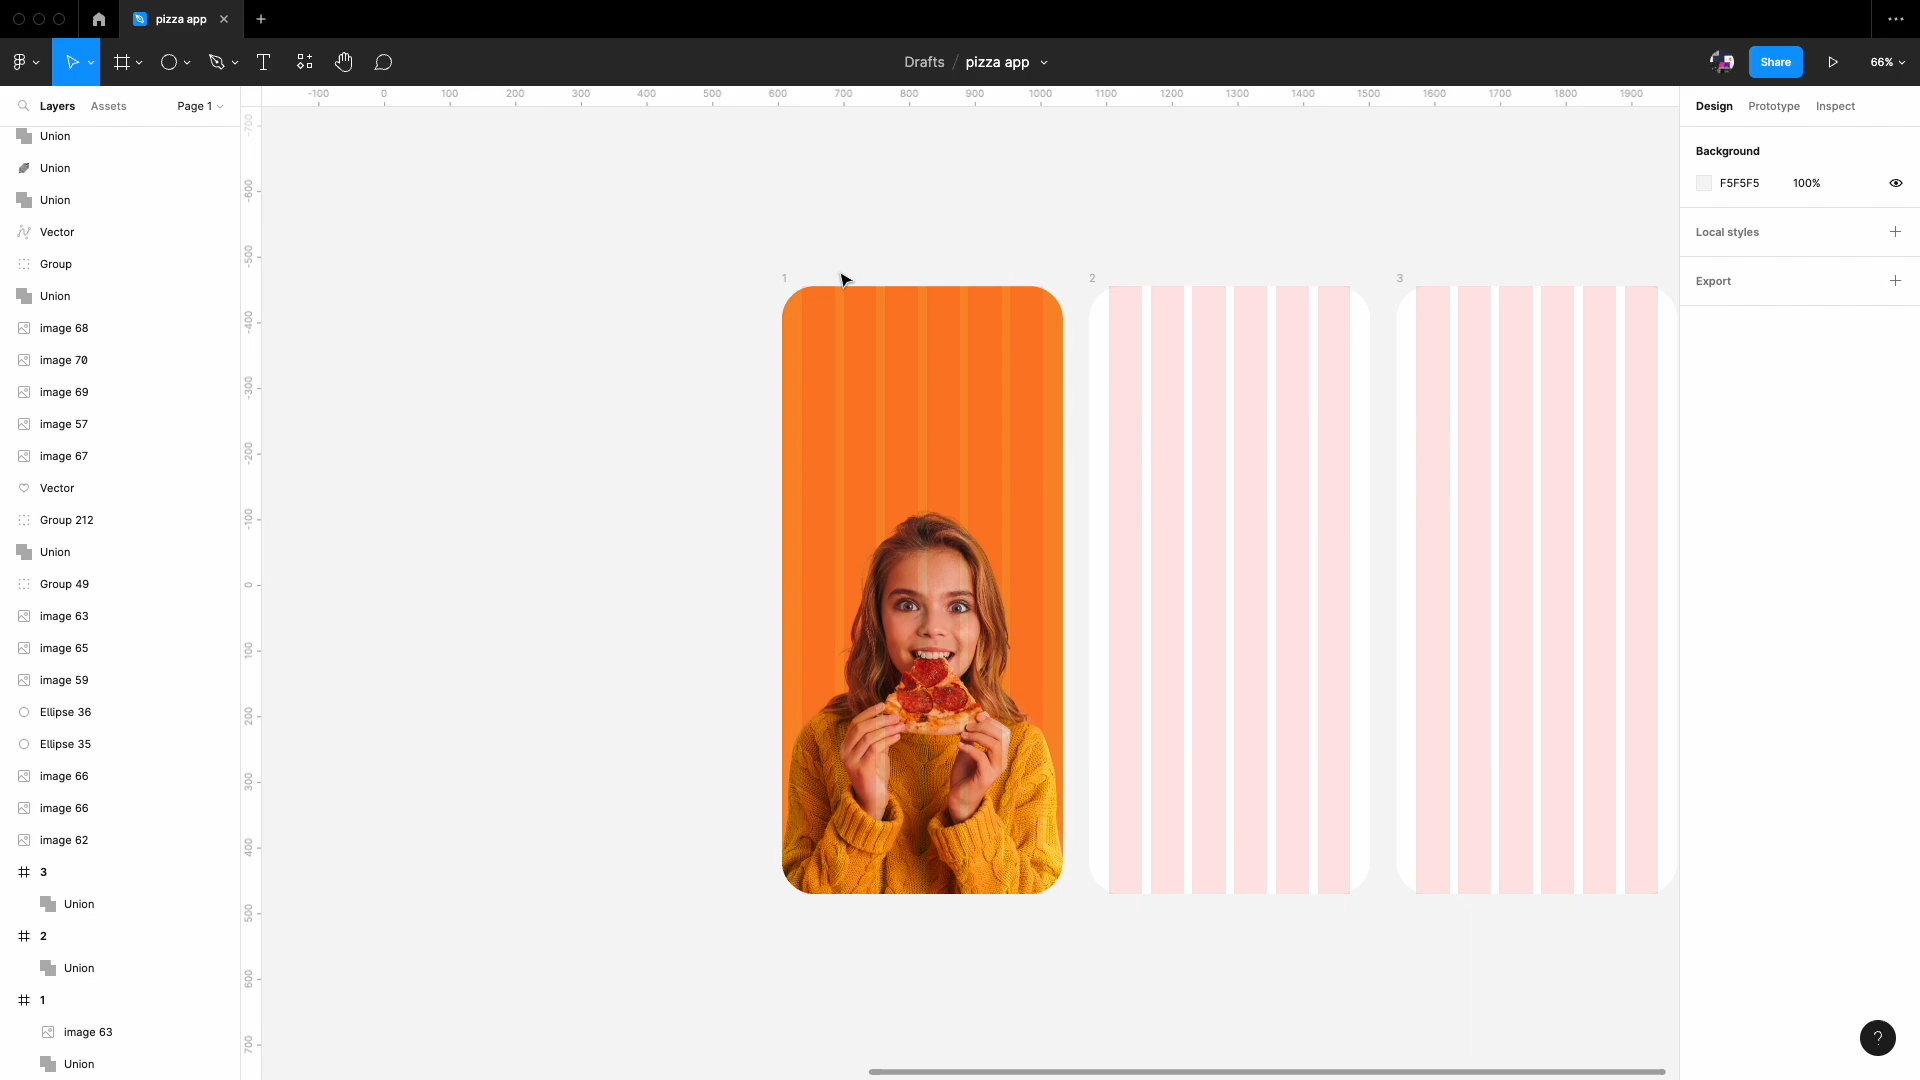 pizza app
Drafts / pizza app
Share
66%
Layers
Assets
Page 1
-100 0 100 200 300 400 500 600 700 800 900 1000 1100 1200 1300 1400 1500 1600 1700 1800 1900
Design
Prototype
Inspect
-700
-600
-500
-400
-300
-200
-100
0
100
200
300
400
500
600
700
Union
Union
Union
Vector
Group
Union
image 68
image 70
image 69
image 57
image 67
Vector
Group 212
Union
Group 49
image 63
image 65
image 59
Ellipse 36
Ellipse 35
image 66
image 66
image 62
3
Union
2
Union
1
image 63
Union
1
2
3
Background
F5F5F5
100%
Local styles
Export
?